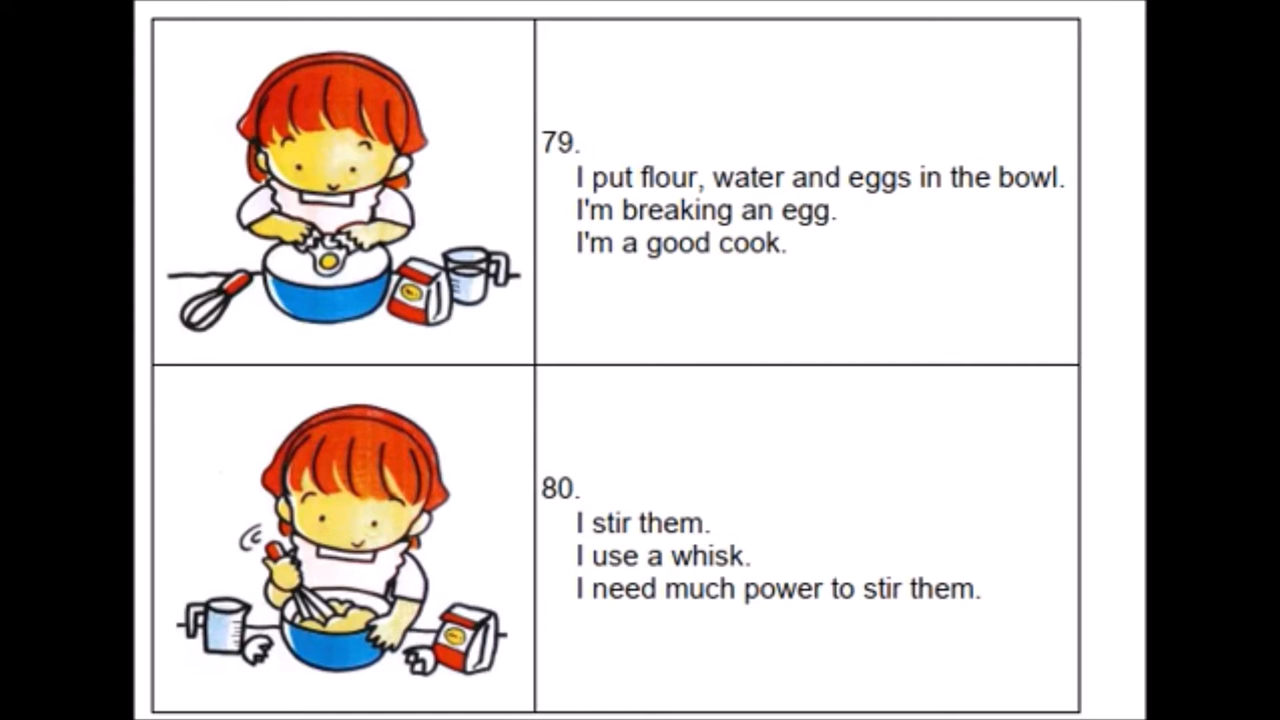 79.
I put flour, water and eggs in the bowl.
I'm breaking an egg.
I'm a good cook.
80.
I stir them.
I use a whisk.
I need much power to stir them.